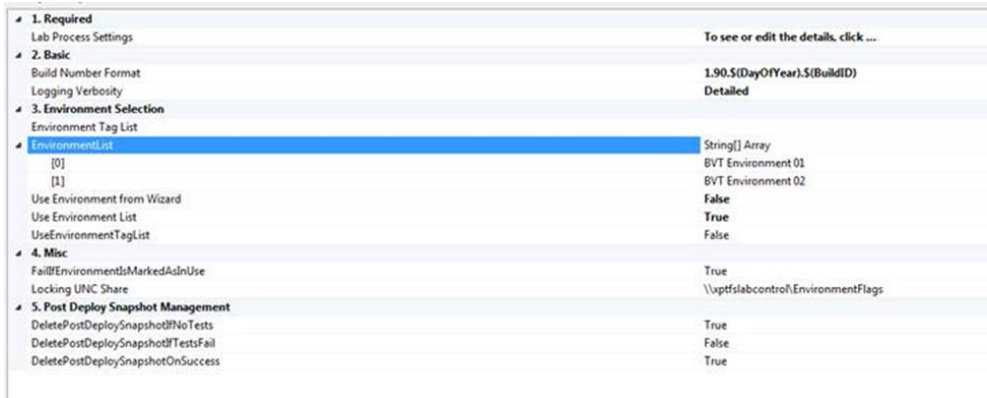 1. Required
Lab Process Settings To see or edit the details, click ...
2. Basic
Build Number Format 1.90.$(DayOfYear).$(BuildID)
Logging Verbosity Detailed
3. Environment Selection
Environment Tag List
EnvironmentList String[] Array
[0] BVT Environment 01
[1] BVT Environment 02
Use Environment from Wizard False
Use Environment List True
UseEnvironmentTagList False
4. Misc
FailIfEnvironmentIsMarkedAsInUse True
Locking UNC Share \\xptfslabcontrol\EnvironmentFlags
5. Post Deploy Snapshot Management
DeletePostDeploySnapshotIfNoTests True
DeletePostDeploySnapshotIfTestsFail False
DeletePostDeploySnapshotOnSuccess True